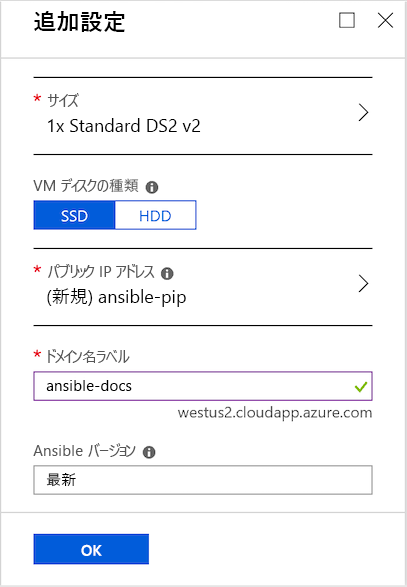 追加設定
* サイズ
1x Standard DS2 v2
VM ディスクの種類
SSD HDD
* パブリック IP アドレス
(新規) ansible-pip
* ドメイン名ラベル
ansible-docs
westus2.cloudapp.azure.com
Ansible バージョン
最新
OK